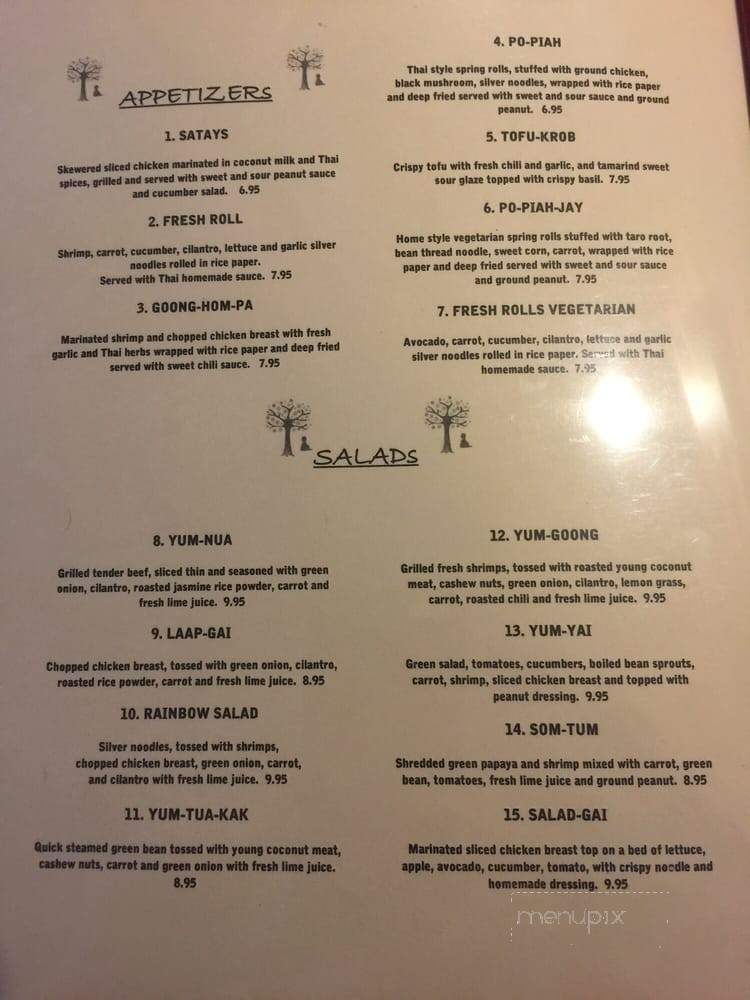 APPETIZERS
1. SATAYS
Skewered sliced chicken marinated in coconut milk and Thai
spices, grilled and served with sweet and sour peanut sauce
and cucumber salad. 6.95
2. FRESH ROLL
Shrimp, carrot, cucumber, cilantro, lettuce and garlic silver
noodles rolled in rice paper.
Served with Thai homemade sauce. 7.95
3. GOONG-HOM-PA
Marinated shrimp and chopped chicken breast with fresh
garlic and Thai herbs wrapped with rice paper and deep fried
served with sweet chili sauce. 7.95
4. PO-PIAH
Thai style spring rolls, stuffed with ground chicken,
black mushroom, silver noodles, wrapped with rice paper
and deep fried served with sweet and sour sauce and ground
peanut. 6.95
5. TOFU-KROB
Crispy tofu with fresh chili and garlic, and tamarind sweet
sour glaze topped with crispy basil. 7.95
6. PO-PIAH-JAY
Home style vegetarian spring rolls stuffed with taro root,
bean thread noodle, sweet corn, carrot, wrapped with rice
paper and deep fried served with sweet and sour sauce
and ground peanut. 7.95
7. FRESH ROLLS VEGETARIAN
Avocado, carrot, cucumber, cilantro, lettuce and garlic
silver noodles rolled in rice paper. Served with Thai
homemade sauce. 7.95
SALADS
8. YUM-NUA
Grilled tender beef, sliced thin and seasoned with green
onion, cilantro, roasted jasmine rice powder, carrot and
fresh lime juice. 9.95
9. LAAP-GAI
Chopped chicken breast, tossed with green onion, cilantro,
roasted rice powder, carrot and fresh lime juice. 8.95
10. RAINBOW SALAD
Silver noodles, tossed with shrimps,
chopped chicken breast, green onion, carrot,
and cilantro with fresh lime juice. 9.95
11. YUM-TUA-KAK
Quick steamed green bean tossed with young coconut meat,
cashew nuts, carrot and green onion with fresh lime juice.
8.95
12. YUM-GOONG
Grilled fresh shrimps, tossed with roasted young coconut
meat, cashew nuts, green onion, cilantro, lemon grass,
carrot, roasted chili and fresh lime juice. 9.95
13. YUM-YAI
Green salad, tomatoes, cucumbers, boiled bean sprouts,
carrot, shrimp, sliced chicken breast and topped with
peanut dressing. 9.95
14. SOM-TUM
Shredded green papaya and shrimp mixed with carrot, green
bean, tomatoes, fresh lime juice and ground peanut. 8.95
15. SALAD-GAI
Marinated sliced chicken breast top on a bed of lettuce,
apple, avocado, cucumber, tomato, with crispy noodle and
homemade dressing. 9.95
menupix